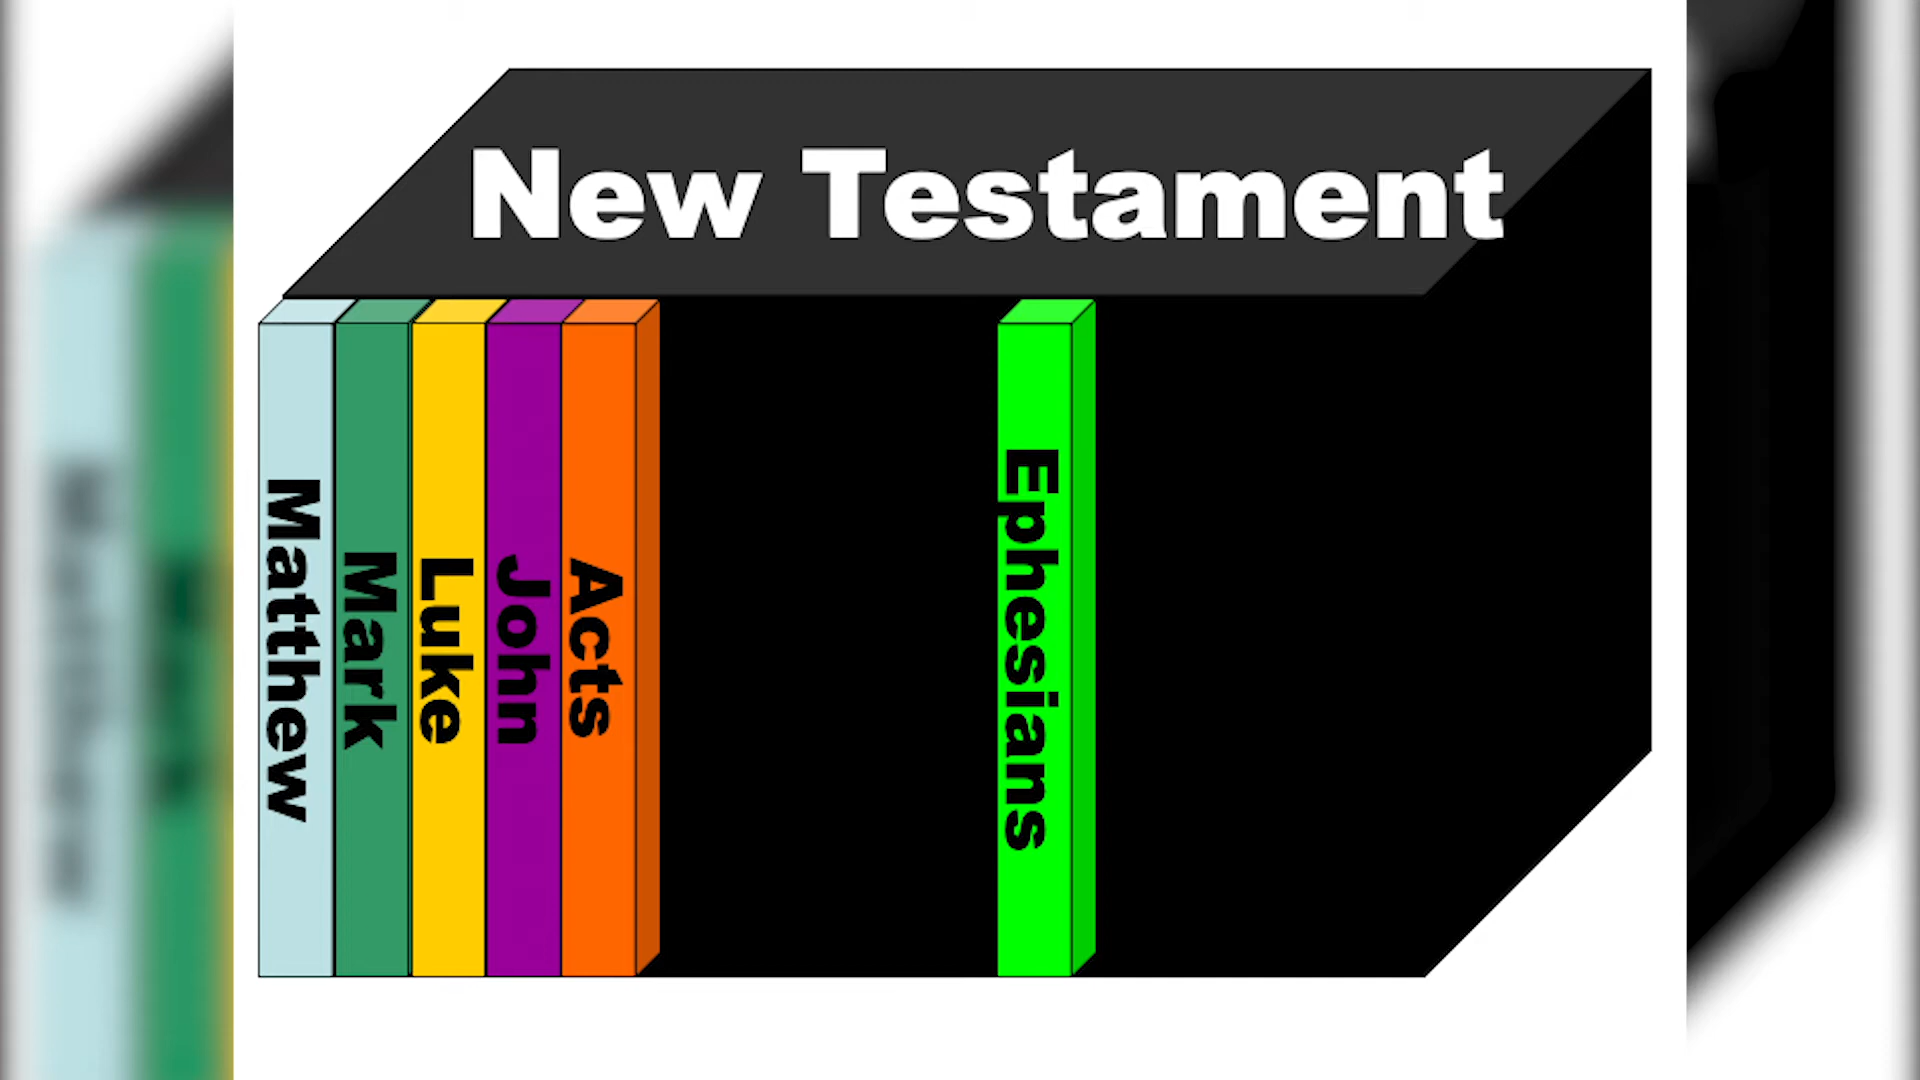 New Testament
Matthew
Mark
Luke
John
Acts
Ephesians